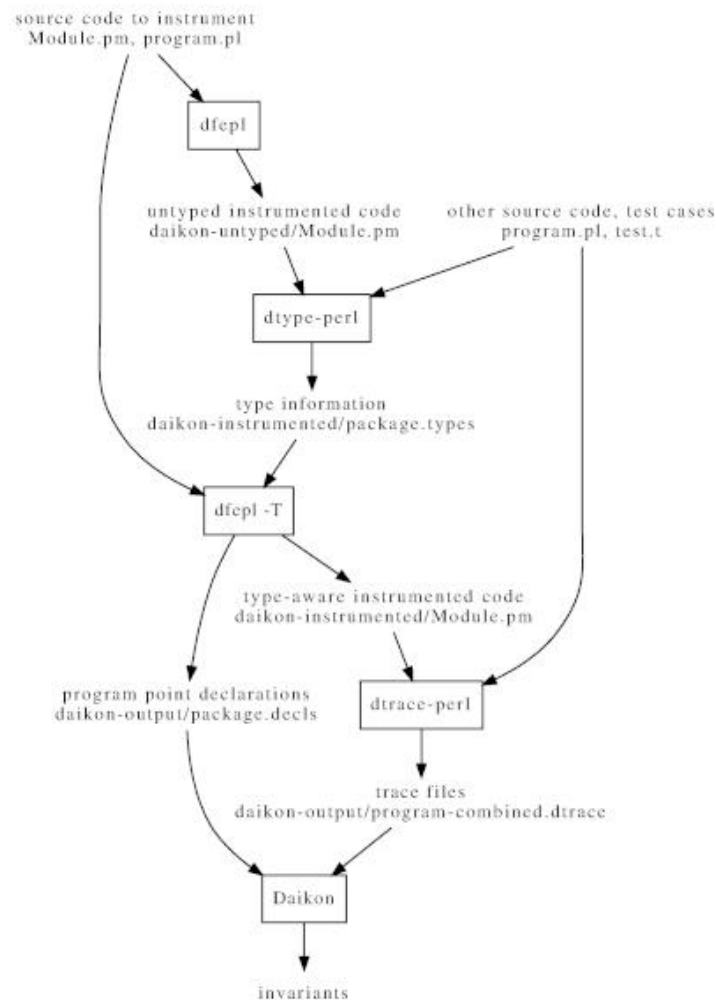 source code to instrument
Module.pm, program.pl
dfepl
untyped instrumented code
daikon-untyped/Module.pm
other source code, test cases
program.pl, test.t
dtype-perl
type information
daikon-instrumented/package.types
dfepl -T
type-aware instrumented code
daikon-instrumented/Module.pm
program point declarations
daikon-output/package.decls
dtrace-perl
trace files
daikon-output/program-combined.dtrace
Daikon
invariants